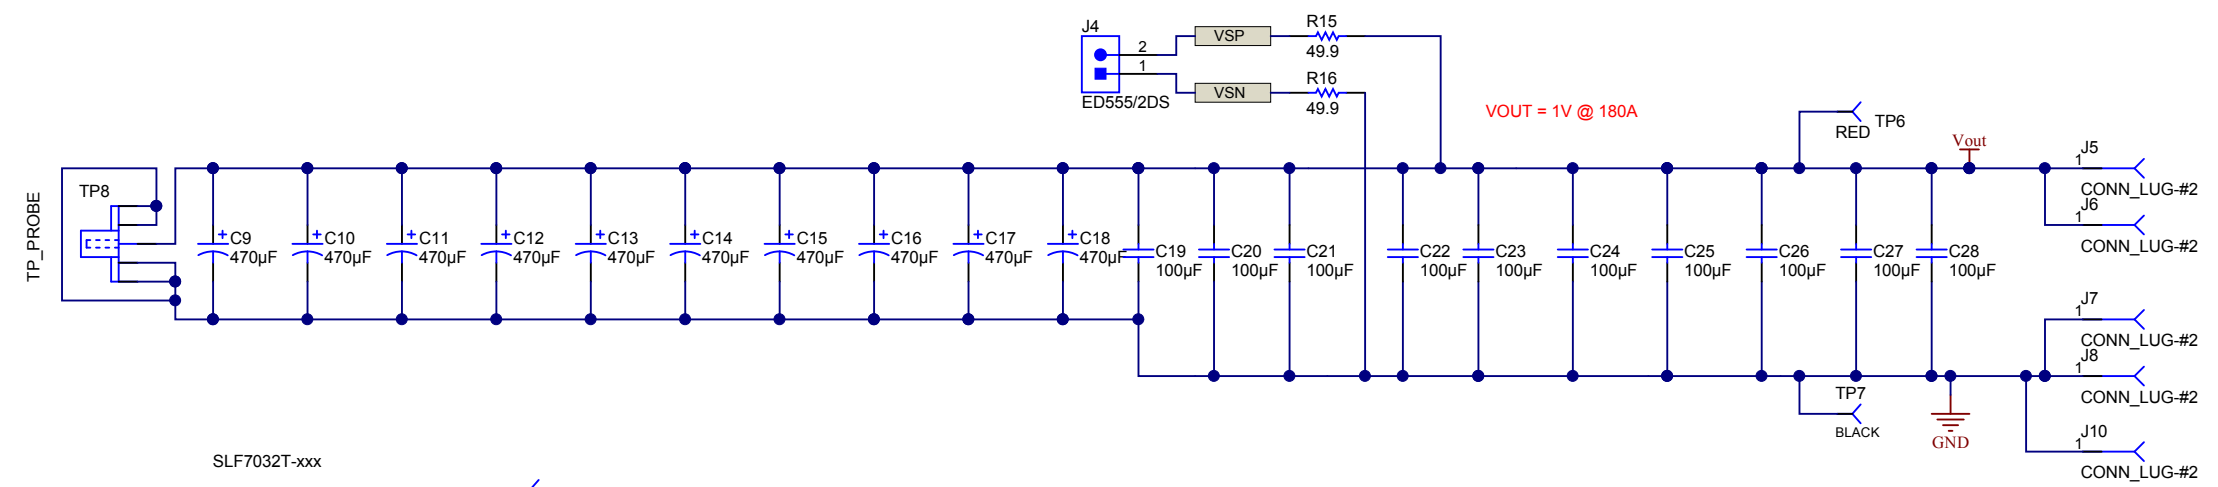 J4
2
1
ED555/2DS
VSP
VSN
R15
49.9
R16
49.9
VOUT = 1V @ 180A
RED
TP6
Vout
J5
1
CONN_LUG-#2
J6
1
CONN_LUG-#2
TP_PROBE
TP8
+ C9
470µF
+ C10
470µF
+ C11
470µF
+ C12
470µF
+ C13
470µF
+ C14
470µF
+ C15
470µF
+ C16
470µF
+ C17
470µF
+ C18
470µF
C19
100µF
C20
100µF
C21
100µF
C22
100µF
C23
100µF
C24
100µF
C25
100µF
C26
100µF
C27
100µF
C28
100µF
J7
1
CONN_LUG-#2
J8
1
CONN_LUG-#2
TP7
BLACK
GND
J10
1
CONN_LUG-#2
SLF7032T-xxx